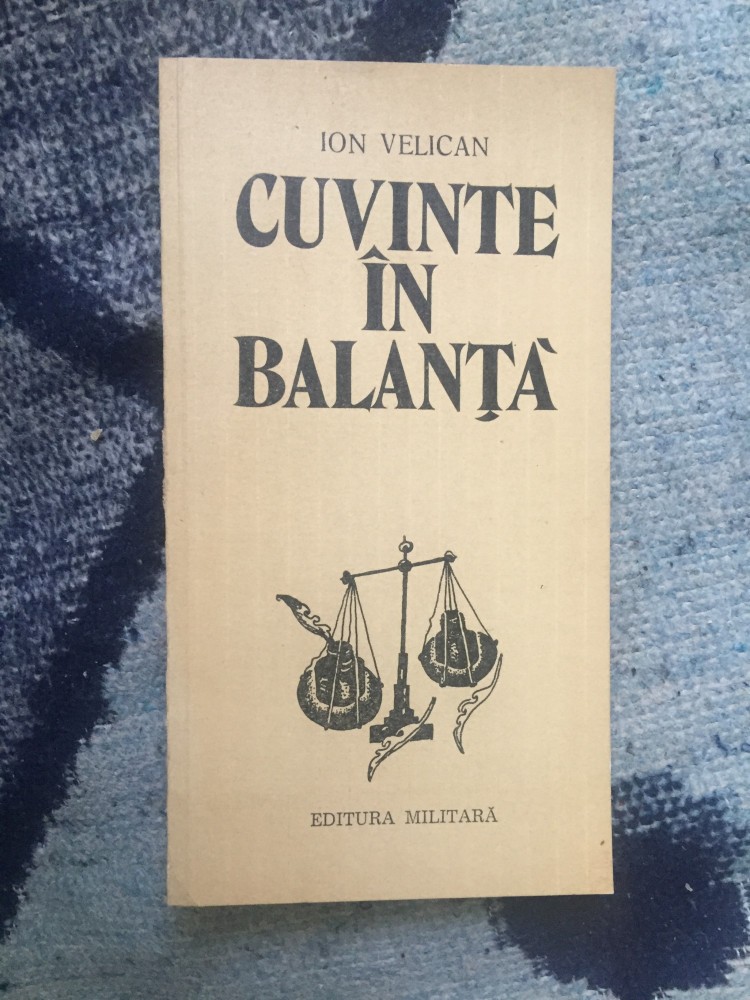 ION VELICAN
CUVINTE
ÎN
BALANȚĂ
EDITURA MILITARĂ